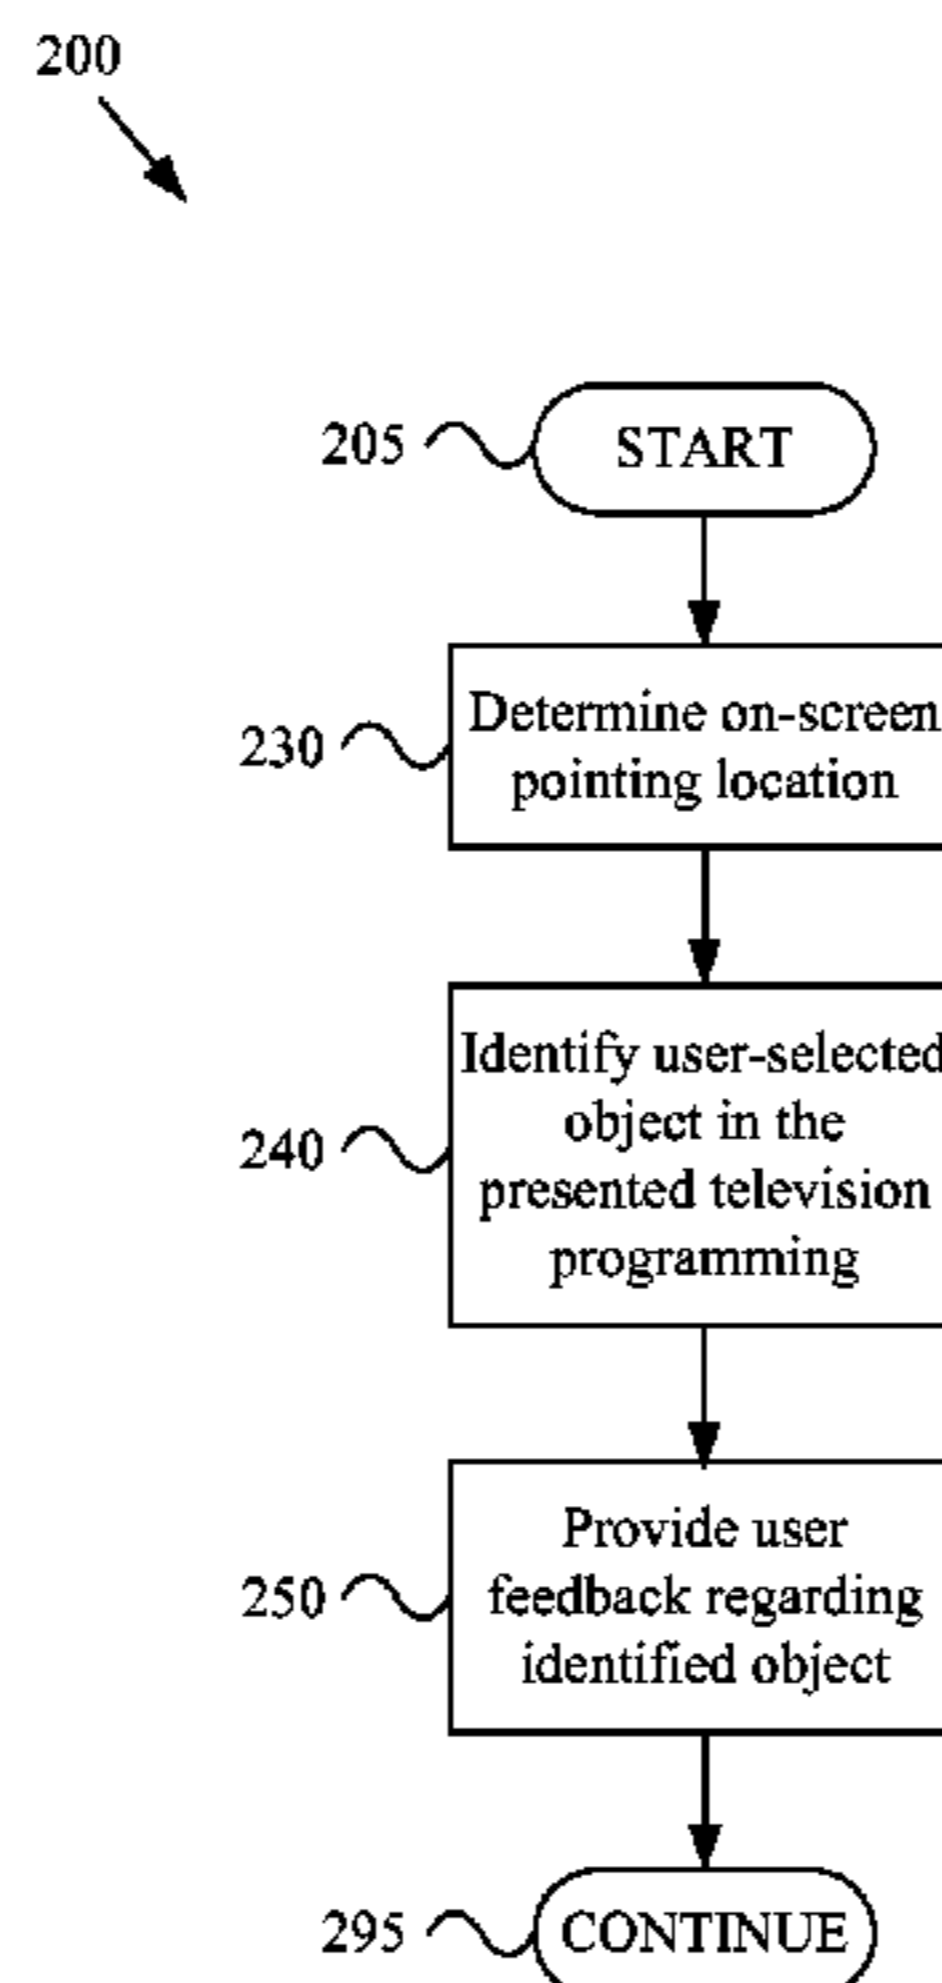 200
205
START
230
Determine on-screen
pointing location
240
Identify user-selected
object in the
presented television
programming
250
Provide user
feedback regarding
identified object
295
CONTINUE